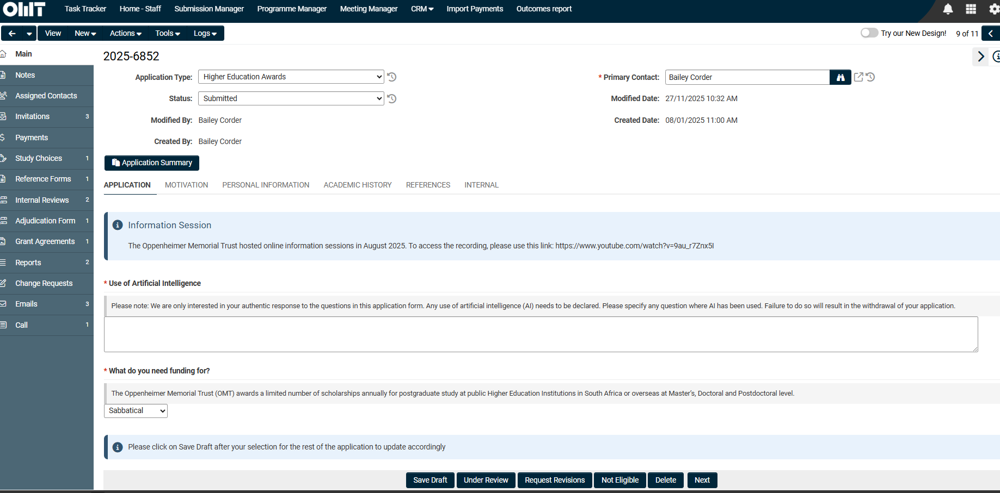 OMT Task Tracker Home - Staff Submission Manager Programme Manager Meeting Manager CRM Import Payments Outcomes report
View New Actions Tools Logs Try our New Design! 9 of 11
Main
Notes
Assigned Contacts
Invitations 3
Payments
Study Choices 1
Reference Forms 1
Internal Reviews 2
Adjudication Form 1
Grant Agreements 1
Reports 2
Change Requests
Emails 3
Call 1
2025-6852
Application Type: Higher Education Awards
* Primary Contact: Bailey Corder
Status: Submitted
Modified Date: 27/11/2025 10:32 AM
Modified By: Bailey Corder
Created Date: 08/01/2025 11:00 AM
Created By: Bailey Corder
Application Summary
APPLICATION MOTIVATION PERSONAL INFORMATION ACADEMIC HISTORY REFERENCES INTERNAL
Information Session
The Oppenheimer Memorial Trust hosted online information sessions in August 2025. To access the recording, please use this link: https://www.youtube.com/watch?v=9au_r7Znx5I
* Use of Artificial Intelligence
Please note: We are only interested in your authentic response to the questions in this application form. Any use of artificial intelligence (AI) needs to be declared. Please specify any question where AI has been used. Failure to do so will result in the withdrawal of your application.
* What do you need funding for?
The Oppenheimer Memorial Trust (OMT) awards a limited number of scholarships annually for postgraduate study at public Higher Education Institutions in South Africa or overseas at Master's, Doctoral and Postdoctoral level.
Sabbatical
Please click on Save Draft after your selection for the rest of the application to update accordingly
Save Draft Under Review Request Revisions Not Eligible Delete Next